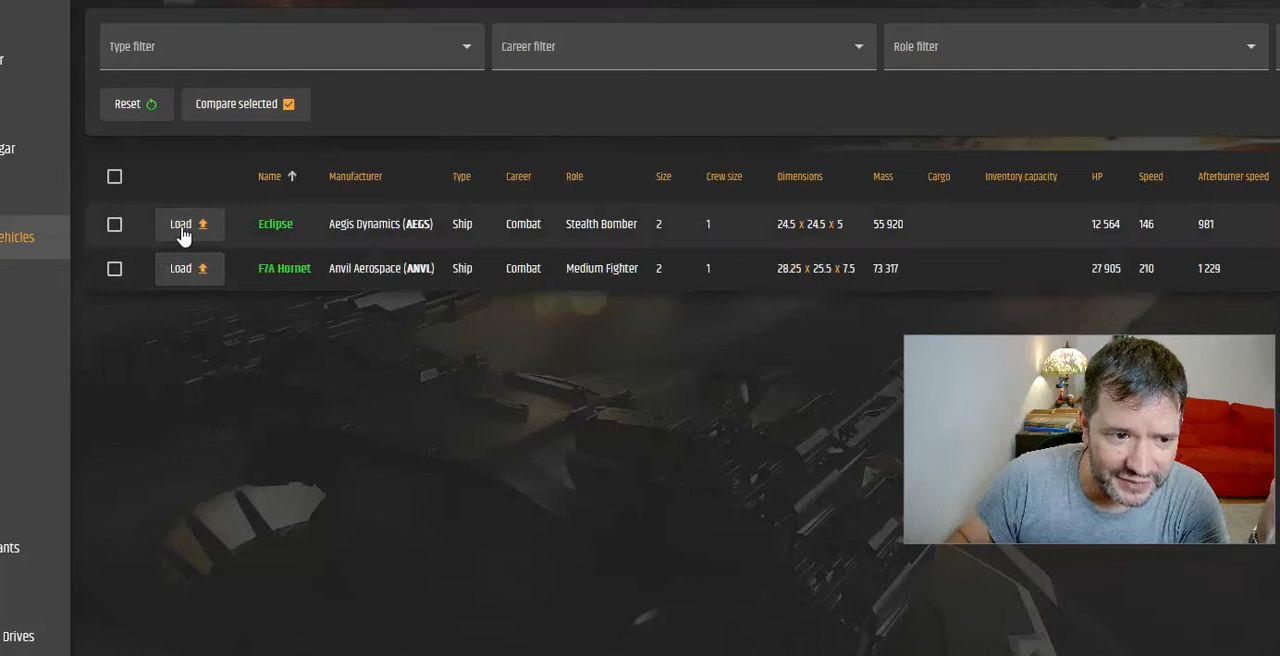 r
Type filter
Career filter
Role filter
Reset
Compare selected
gar
ehicles
Name Manufacturer Type Career Role Size Crew size Dimensions Mass Cargo Inventory capacity HP Speed Afterburner speed
Load Eclipse Aegis Dynamics (AEGS) Ship Combat Stealth Bomber 2 1 24.5 x 24.5 x 5 55 920 12 564 146 981
Load F7A Hornet Anvil Aerospace (ANVL) Ship Combat Medium Fighter 2 1 28.25 x 25.5 x 7.5 73 317 27 905 210 1 229
ants
Drives